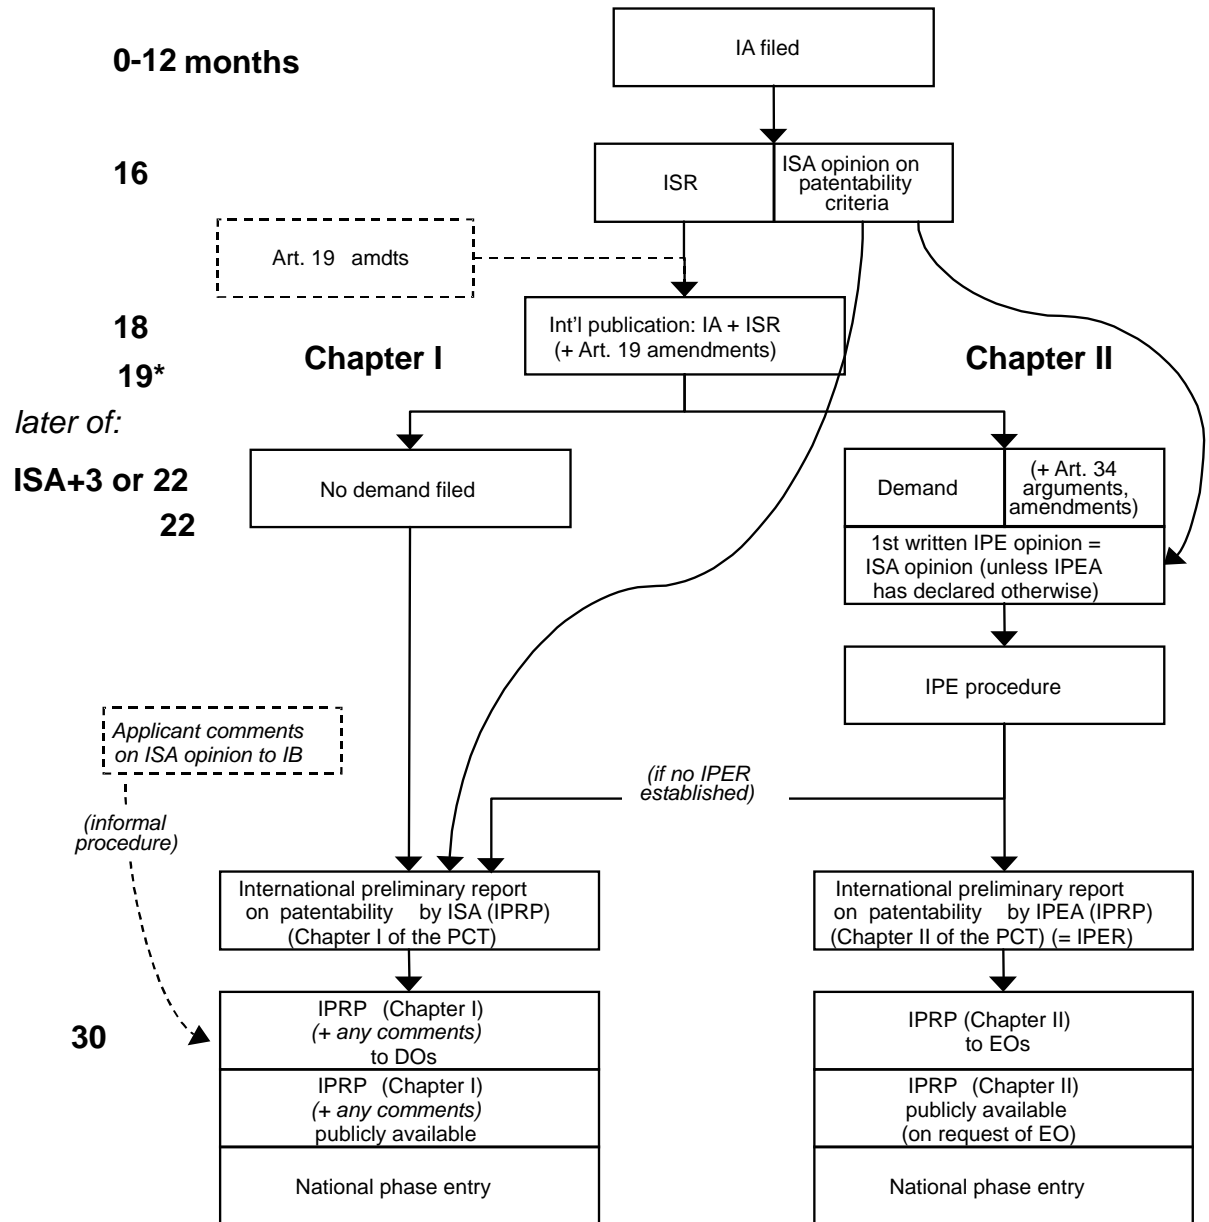 0-12 months
IA filed
16
ISR
ISA opinion on
patentability
criteria
Art. 19 amdts
18
Int'l publication: IA + ISR
(+ Art. 19 amendments)
Chapter I
Chapter II
19*
later of:
ISA+3 or 22
22
No demand filed
Demand
(+ Art. 34
arguments,
amendments)
1st written IPE opinion =
ISA opinion (unless IPEA
has declared otherwise)
IPE procedure
Applicant comments
on ISA opinion to IB
(if no IPER
established)
(informal
procedure)
International preliminary report
on patentability by ISA (IPRP)
(Chapter I of the PCT)
International preliminary report
on patentability by IPEA (IPRP)
(Chapter II of the PCT) (= IPER)
30
IPRP (Chapter I)
(+ any comments)
to DOs
IPRP (Chapter II)
to EOs
IPRP (Chapter I)
(+ any comments)
publicly available
IPRP (Chapter II)
publicly available
(on request of EO)
National phase entry
National phase entry